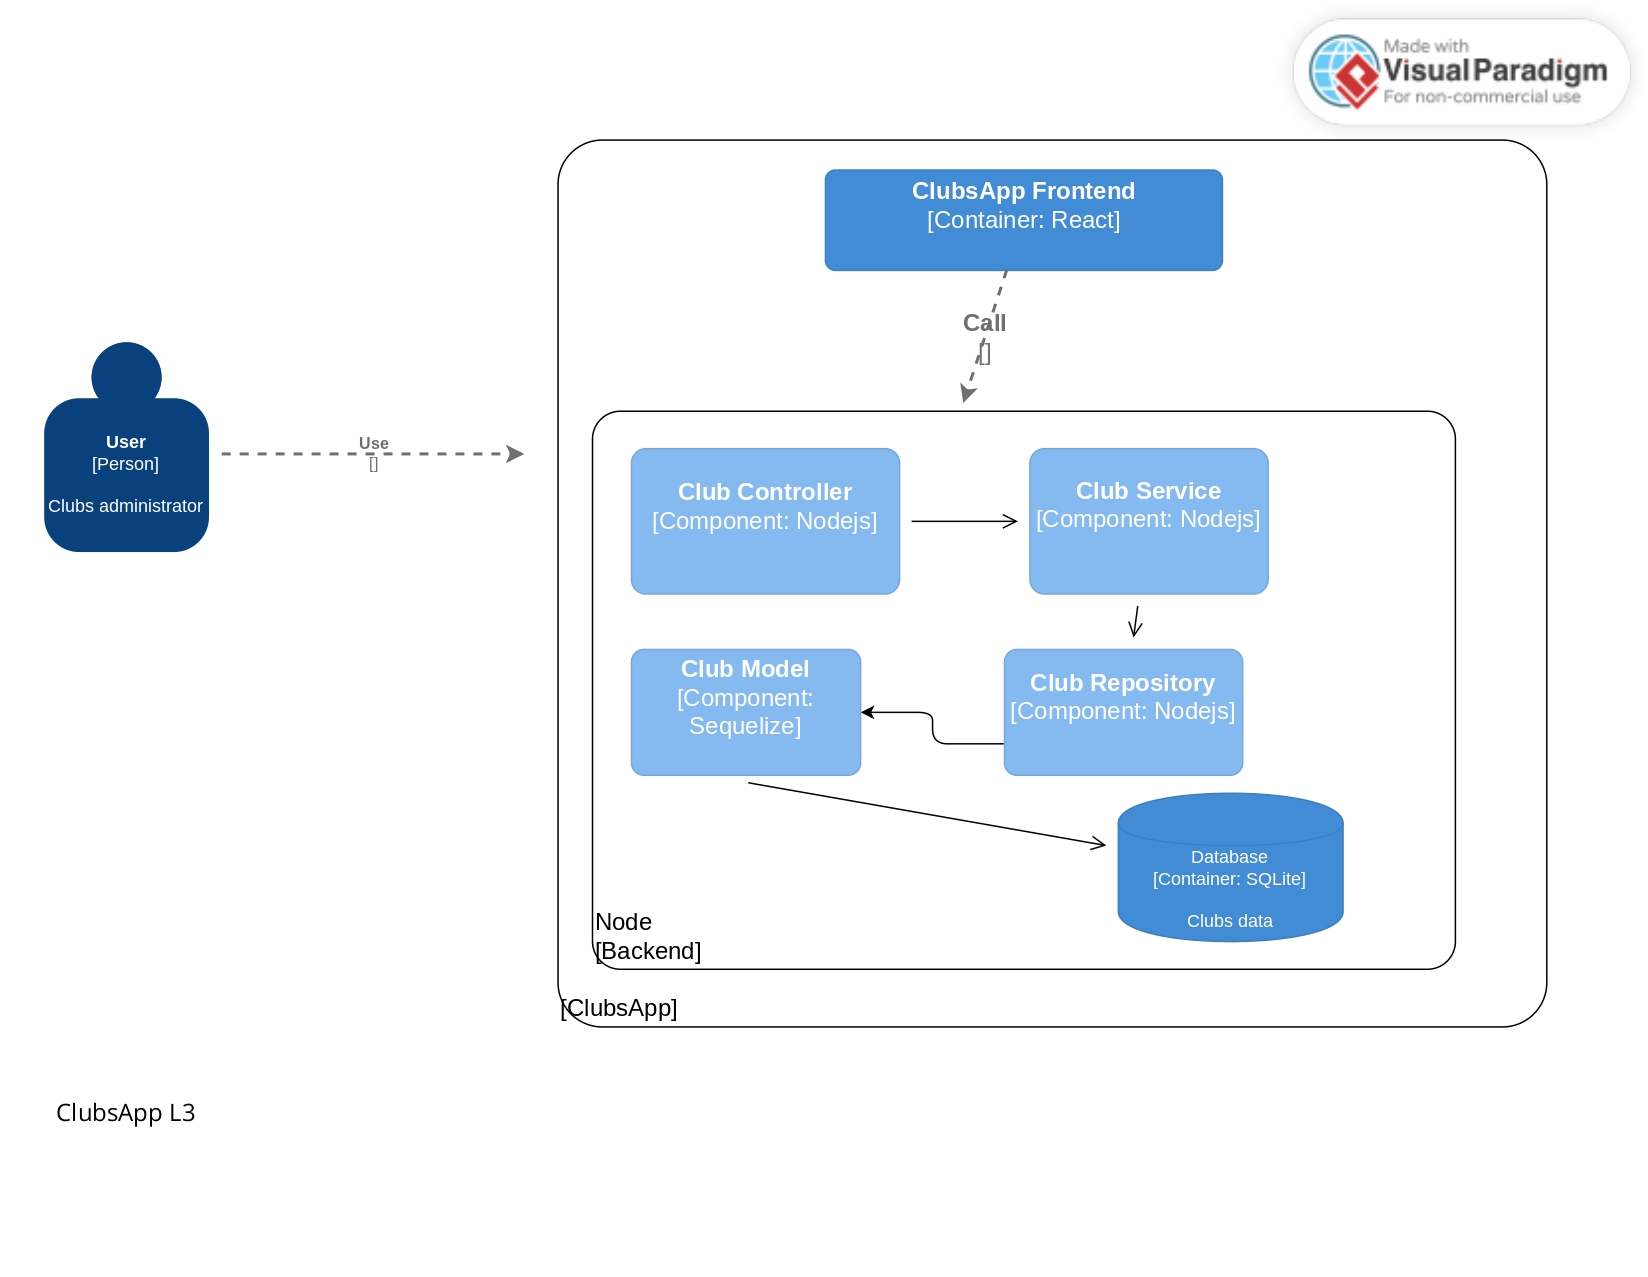 Made with
Visual Paradigm
For non-commercial use
ClubsApp Frontend
[Container: React]
Call
[]
User
[Person]
Clubs administrator
Use
[]
Club Controller
[Component: Nodejs]
Club Service
[Component: Nodejs]
Club Model
[Component:
Sequelize]
Club Repository
[Component: Nodejs]
Database
[Container: SQLite]
Clubs data
Node
[Backend]
[ClubsApp]
ClubsApp L3